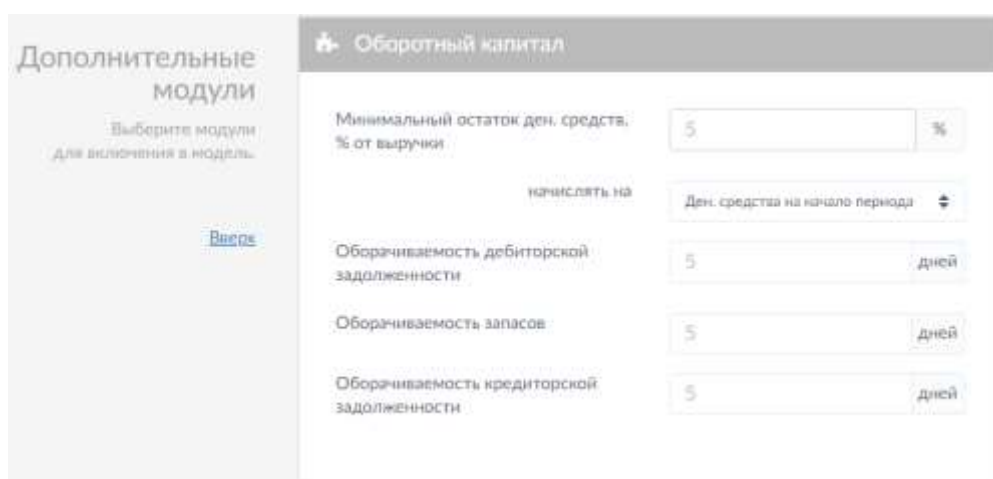 Дополнительные
модули
Выберите модули
для включения в модель.
Вверх
Оборотный капитал
Минимальный остаток ден. средств,
% от выручки
5
%
начислять на
Ден. средства на начало периода
Оборачиваемость дебиторской
задолженности
5
дней
Оборачиваемость запасов
5
дней
Оборачиваемость кредиторской
задолженности
5
дней